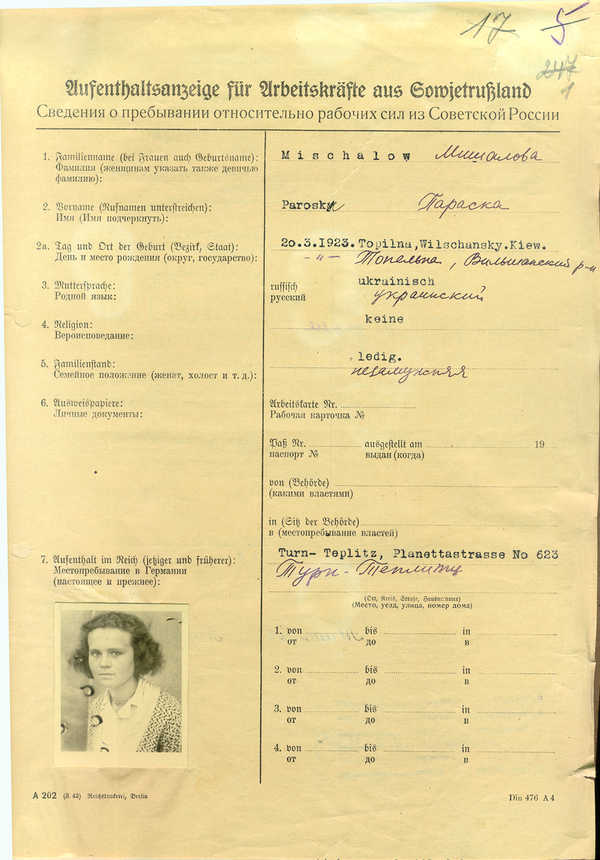 17 5
247
1
Aufenthaltsanzeige für Arbeitskräfte aus Sowjetrußland
Сведения о пребывании относительно рабочих сил из Советской России
1. Familienname (bei Frauen auch Geburtsname):
Фамилия (женщинам указать также девичью
фамилию):
Mischalow Мишалова
2. Vorname (Rufnamen unterstreichen):
Имя (Имя подчеркнуть):
Parosky Параска
2a. Tag und Ort der Geburt (Bezirk, Staat):
День и место рождения (округ, государство):
20.3.1923. Topilna,Wilschansky.Kiew.
-"- Топельна, Вильшанский р-н
3. Muttersprache:
Родной язык:
russisch
русский
ukrainisch
украинский
4. Religion:
Вероисповедание:
keine
5. Familienstand:
Семейное положение (женат, холост и т. д.):
ledig.
незамужняя
6. Ausweispapiere:
Личные документы:
Arbeitskarte Nr.
Рабочая карточка №
Paß Nr. ausgestellt am 19
паспорт № выдан (когда)
von (Behörde)
(какими властями)
in (Sitz der Behörde)
в (местопребывание властей)
7. Aufenthalt im Reich (jetziger und früherer):
Местопребывание в Германии
(настоящее и прежнее):
Turn- Teplitz, Planettastrasse No 623
Турн-Теплитц
(Ort, Kreis, Straße, Hausnummer)
(Место, уезд, улица, номер дома)
1. von bis in
от до в
2. von bis in
от до в
3. von bis in
от до в
4. von bis in
от до в
A 202 (8. 42) Reichsdruckerei, Berlin
Din 476 A 4